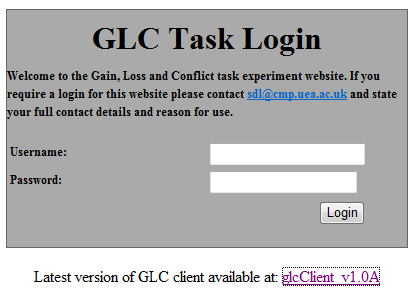 GLC Task Login
Welcome to the Gain, Loss and Conflict task experiment website. If you
require a login for this website please contact sdl@cmp.uea.ac.uk and state
your full contact details and reason for use.
Username:
Password:
Login
Latest version of GLC client available at: glcClient_v1.0A